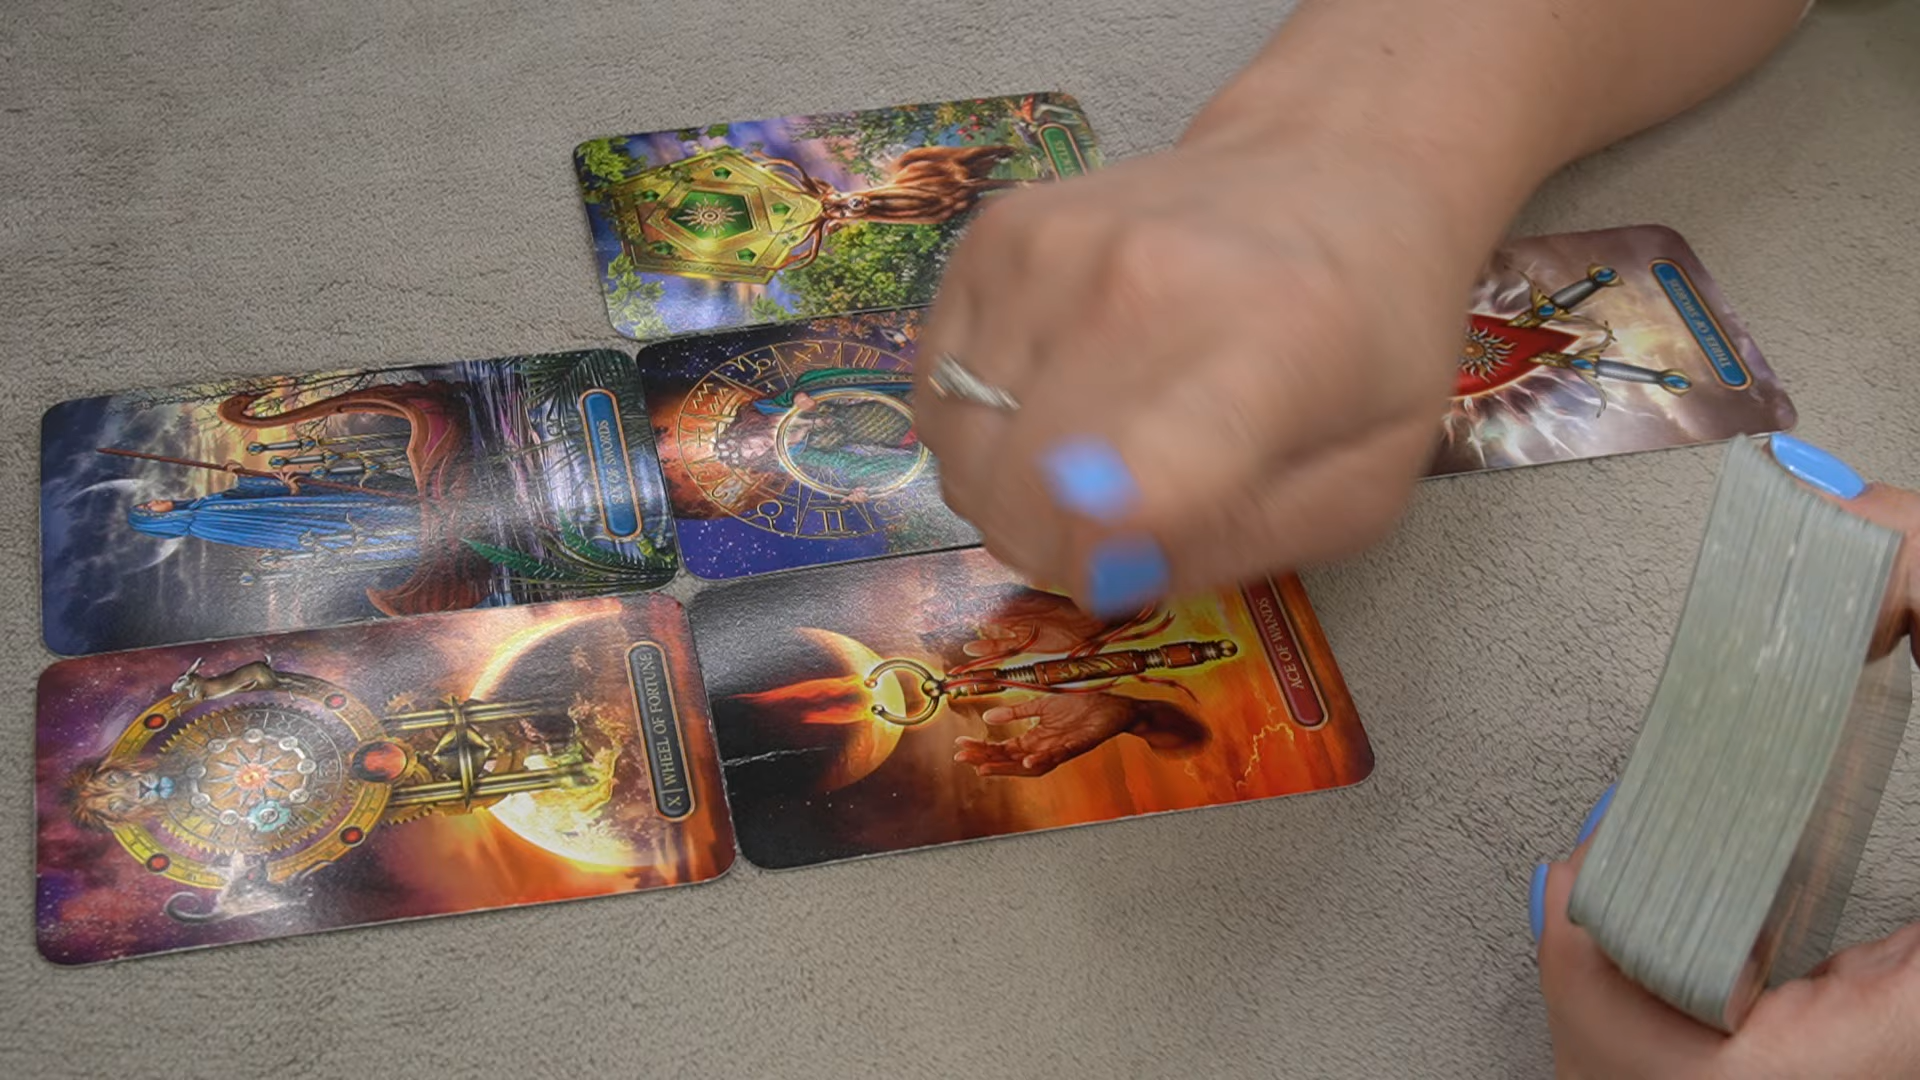 THREE OF SWORDS
SIX OF SWORDS
X | WHEEL OF FORTUNE
ACE OF WANDS